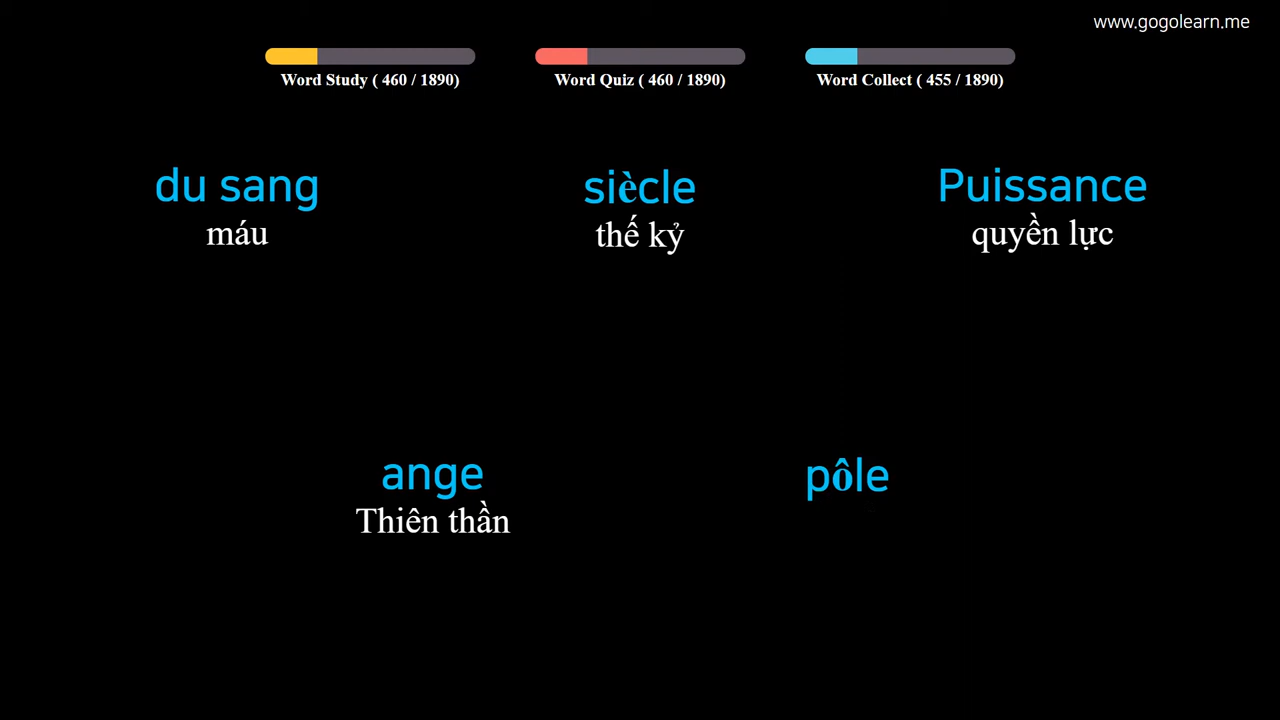 www.gogolearn.me
Word Study ( 460 / 1890)
Word Quiz ( 460 / 1890)
Word Collect ( 455 / 1890)
du sang
máu
siècle
thế kỷ
Puissance
quyền lực
ange
Thiên thần
pôle